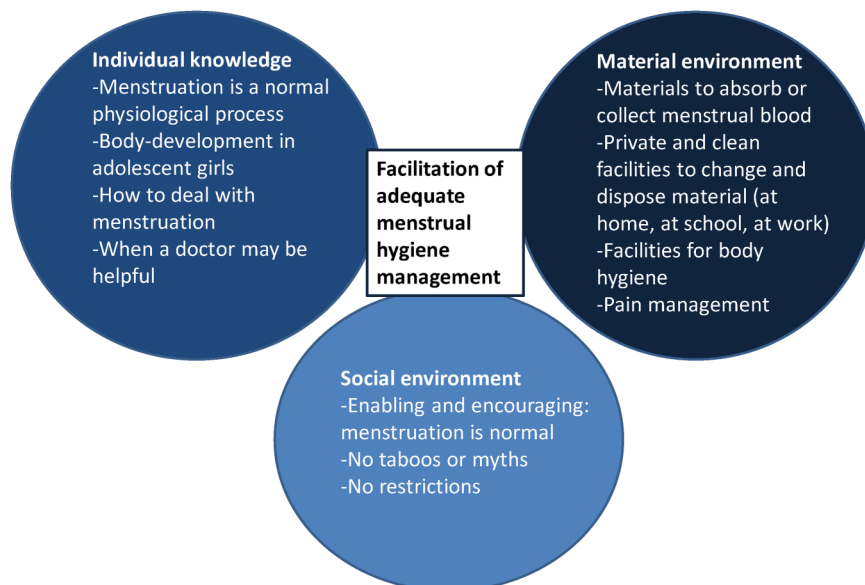 Individual knowledge
-Menstruation is a normal
physiological process
-Body-development in
adolescent girls
-How to deal with
menstruation
-When a doctor may be
helpful
Facilitation of
adequate
menstrual
hygiene
management
Material environment
-Materials to absorb or
collect menstrual blood
-Private and clean
facilities to change and
dispose material (at
home, at school, at work)
-Facilities for body
hygiene
-Pain management
Social environment
-Enabling and encouraging:
menstruation is normal
-No taboos or myths
-No restrictions